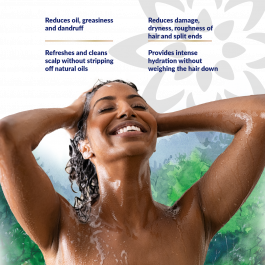 Reduces oil, greasiness
and dandruff
Refreshes and cleans
scalp without stripping
off natural oils
Reduces damage,
dryness, roughness of
hair and split ends
Provides intense
hydration without
weighing the hair down